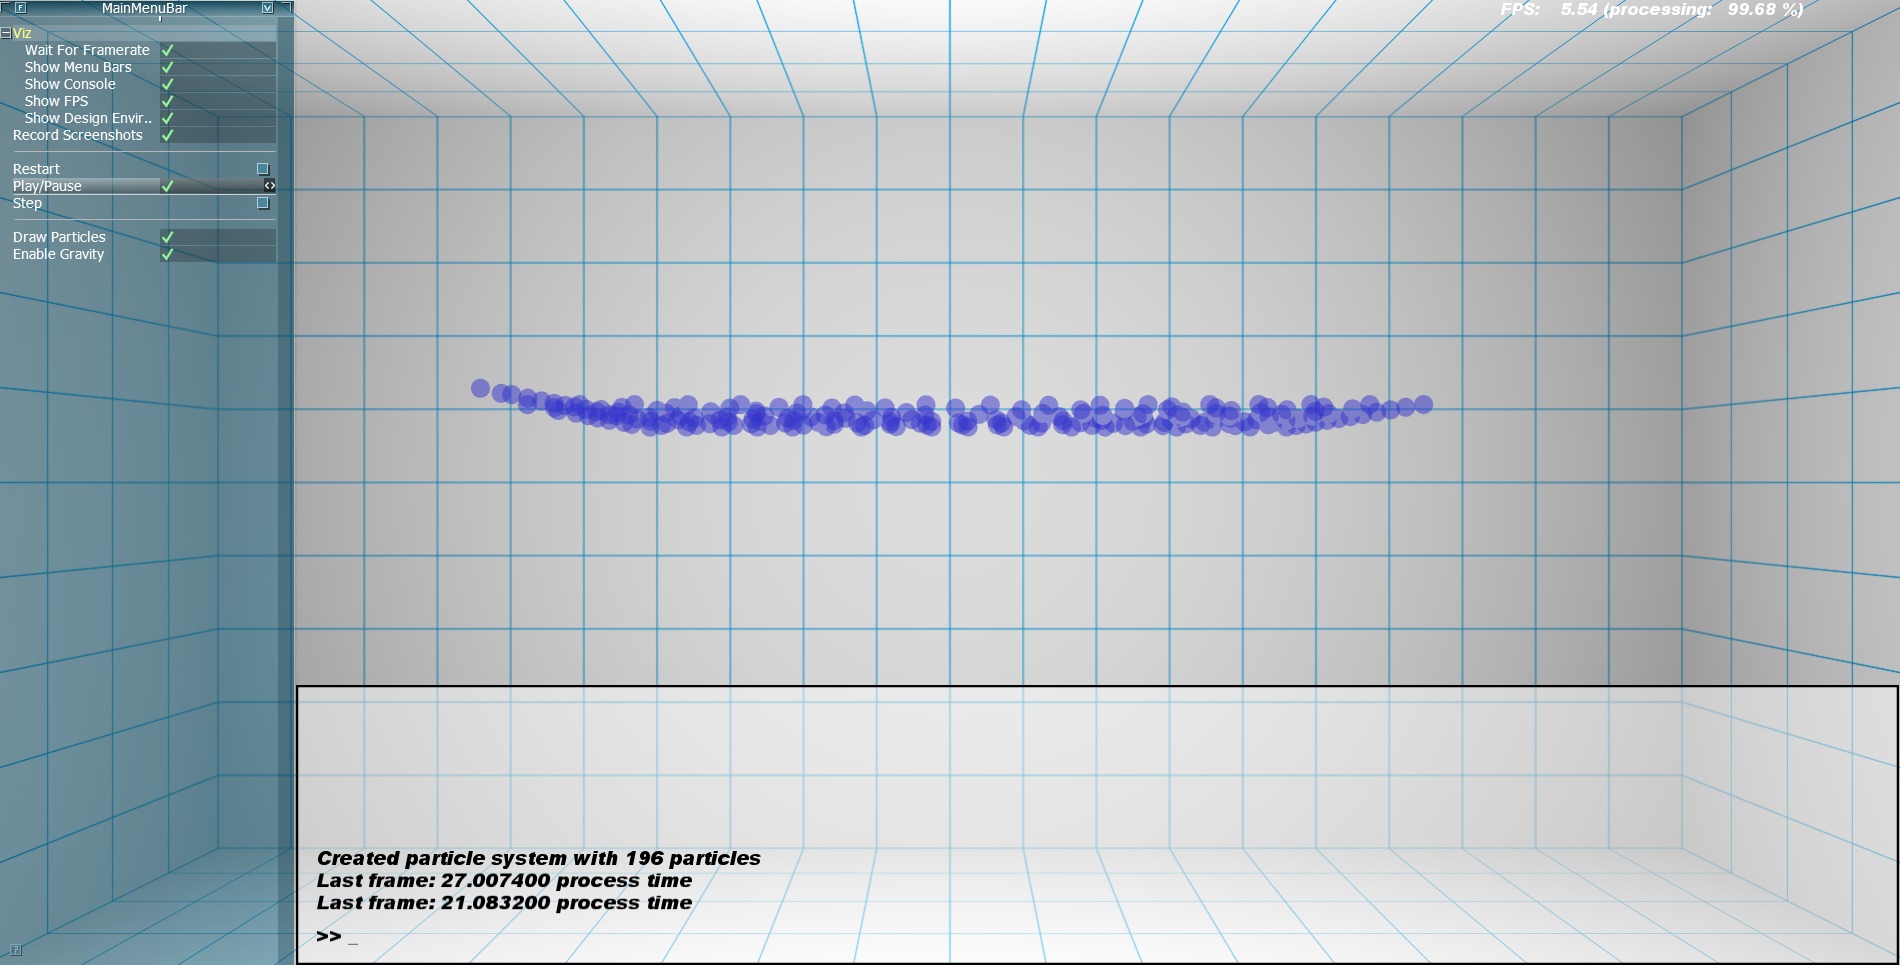 MainMenuBar
FPS: 5.54 (processing: 99.68 %)
Viz
Wait For Framerate
Show Menu Bars
Show Console
Show FPS
Show Design Envir..
Record Screenshots
Restart
Play/Pause
Step
Draw Particles
Enable Gravity
Created particle system with 196 particles
Last frame: 27.007400 process time
Last frame: 21.083200 process time
>> _